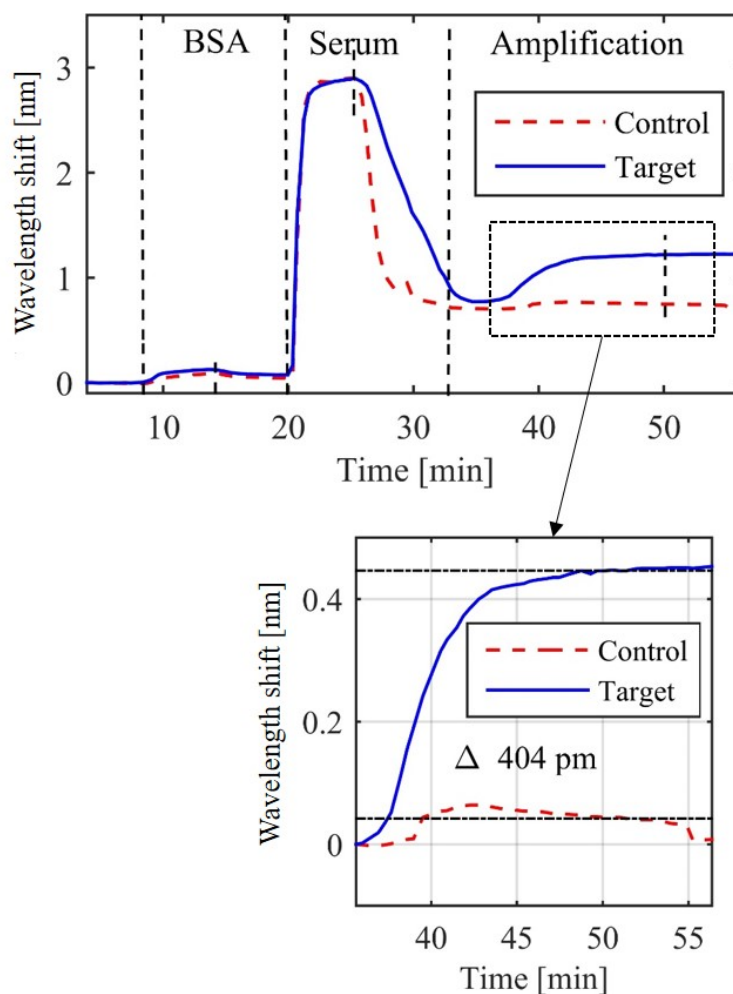 BSA Serum Amplification
3
2
1
0
Wavelength shift [nm]
Control
Target
10 20 30 40 50
Time [min]
0.4
0.2
0
Wavelength shift [nm]
Control
Target
Δ 404 pm
40 45 50 55
Time [min]